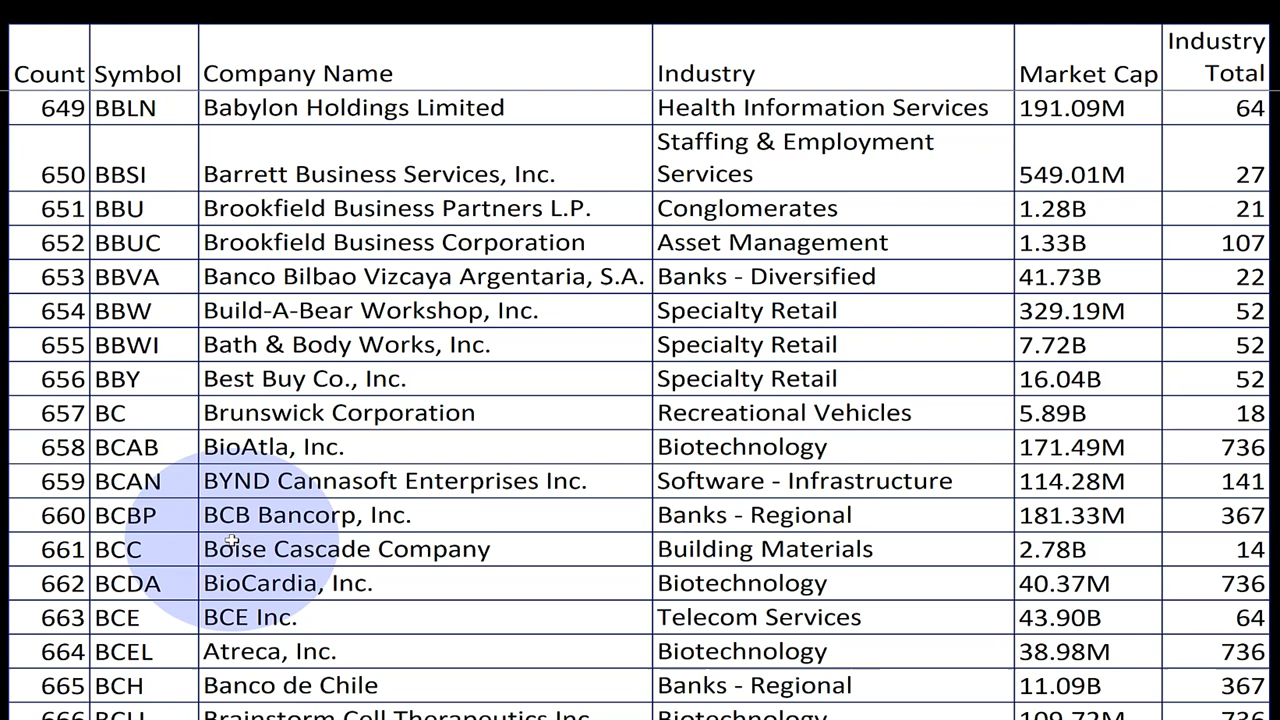 Count Symbol Company Name Industry Market Cap Industry Total
649 BBLN Babylon Holdings Limited Health Information Services 191.09M 64
650 BBSI Barrett Business Services, Inc. Staffing & Employment Services 549.01M 27
651 BBU Brookfield Business Partners L.P. Conglomerates 1.28B 21
652 BBUC Brookfield Business Corporation Asset Management 1.33B 107
653 BBVA Banco Bilbao Vizcaya Argentaria, S.A. Banks - Diversified 41.73B 22
654 BBW Build-A-Bear Workshop, Inc. Specialty Retail 329.19M 52
655 BBWI Bath & Body Works, Inc. Specialty Retail 7.72B 52
656 BBY Best Buy Co., Inc. Specialty Retail 16.04B 52
657 BC Brunswick Corporation Recreational Vehicles 5.89B 18
658 BCAB BioAtla, Inc. Biotechnology 171.49M 736
659 BCAN BYND Cannasoft Enterprises Inc. Software - Infrastructure 114.28M 141
660 BCBP BCB Bancorp, Inc. Banks - Regional 181.33M 367
661 BCC Boise Cascade Company Building Materials 2.78B 14
662 BCDA BioCardia, Inc. Biotechnology 40.37M 736
663 BCE BCE Inc. Telecom Services 43.90B 64
664 BCEL Atreca, Inc. Biotechnology 38.98M 736
665 BCH Banco de Chile Banks - Regional 11.09B 367
666 Brainstorm Cell Therapeutics Inc. Biotechnology 109.72M 736